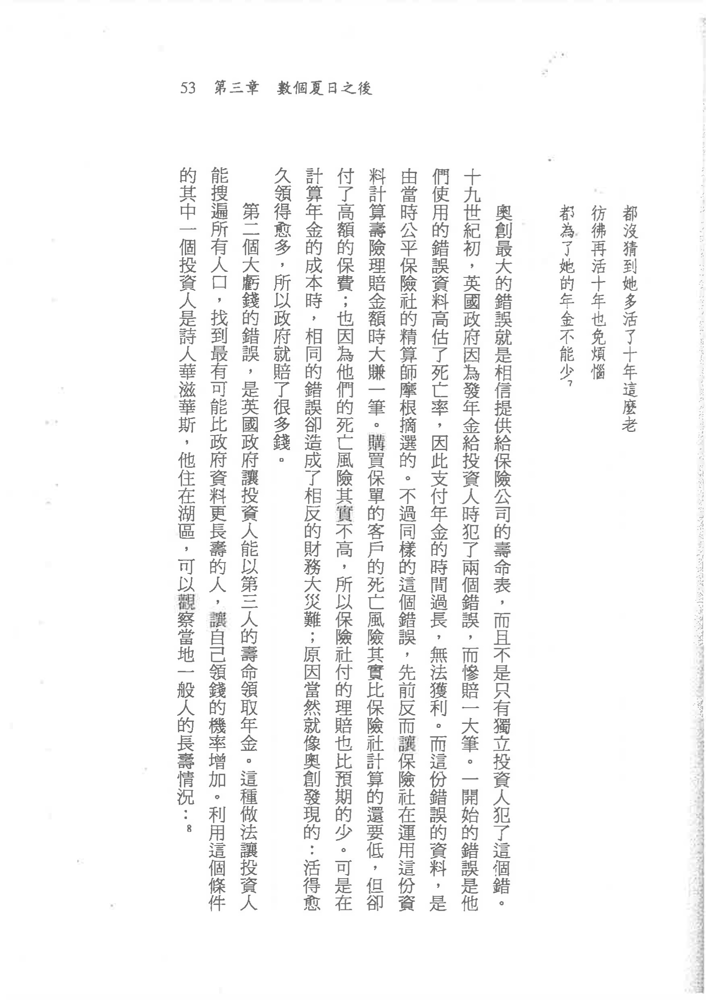 53 第三章 數個夏日之後
都沒猜到她多活了十年這麼老
彷彿再活十年也免煩惱
都為了她的年金不能少7
奧創最大的錯誤就是相信提供給保險公司的壽命表，而且不是只有獨立投資人犯了這個錯。
十九世紀初，英國政府因為發年金給投資人時犯了兩個錯誤，而慘賠一大筆。一開始的錯誤是他
們使用的錯誤資料高估了死亡率，因此支付年金的時間過長，無法獲利。而這份錯誤的資料，是
由當時公平保險社的精算師摩根摘選的。不過同樣的這個錯誤，先前反而讓保險社在運用這份資
料計算壽險理賠金額時大賺一筆。購買保單的客戶的死亡風險其實比保險社計算的還要低，但卻
付了高額的保費；也因為他們的死亡風險其實不高，所以保險社付的理賠也比預期的少。可是在
計算年金的成本時，相同的錯誤卻造成了相反的財務大災難；原因當然就像奧創發現的：活得愈
久領得愈多，所以政府就賠了很多錢。
第二個大虧錢的錯誤，是英國政府讓投資人能以第三人的壽命領取年金。這種做法讓投資人
能搜遍所有人口，找到最有可能比政府資料更長壽的人，讓自己領錢的機率增加。利用這個條件
的其中一個投資人是詩人華滋華斯，他住在湖區，可以觀察當地一般人的長壽情況：8